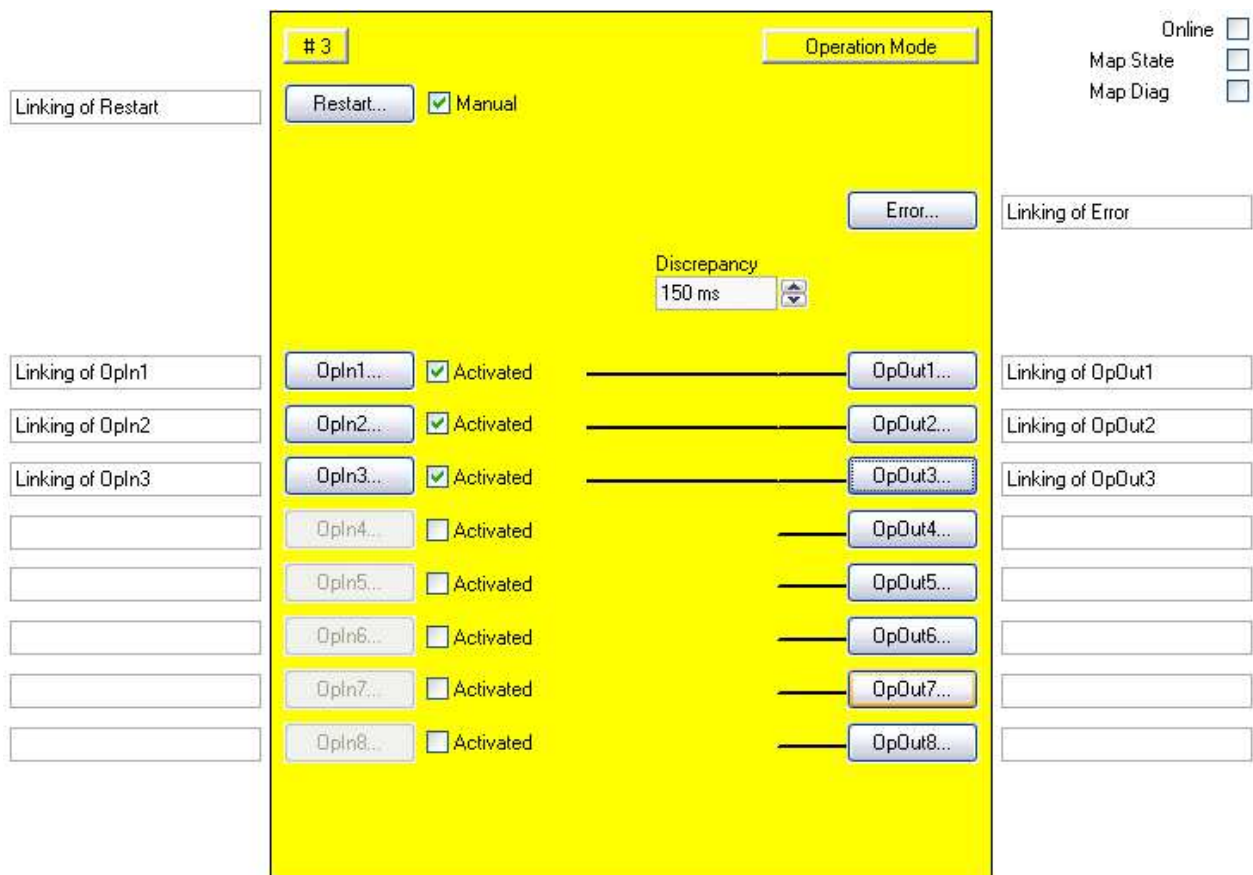 # 3 Operation Mode Online
Map State
Map Diag
Linking of Restart Restart... Manual
Error... Linking of Error
Discrepancy
150 ms
Linking of OpIn1 OpIn1... Activated OpOut1... Linking of OpOut1
Linking of OpIn2 OpIn2... Activated OpOut2... Linking of OpOut2
Linking of OpIn3 OpIn3... Activated OpOut3... Linking of OpOut3
OpIn4... Activated OpOut4...
OpIn5... Activated OpOut5...
OpIn6... Activated OpOut6...
OpIn7... Activated OpOut7...
OpIn8... Activated OpOut8...